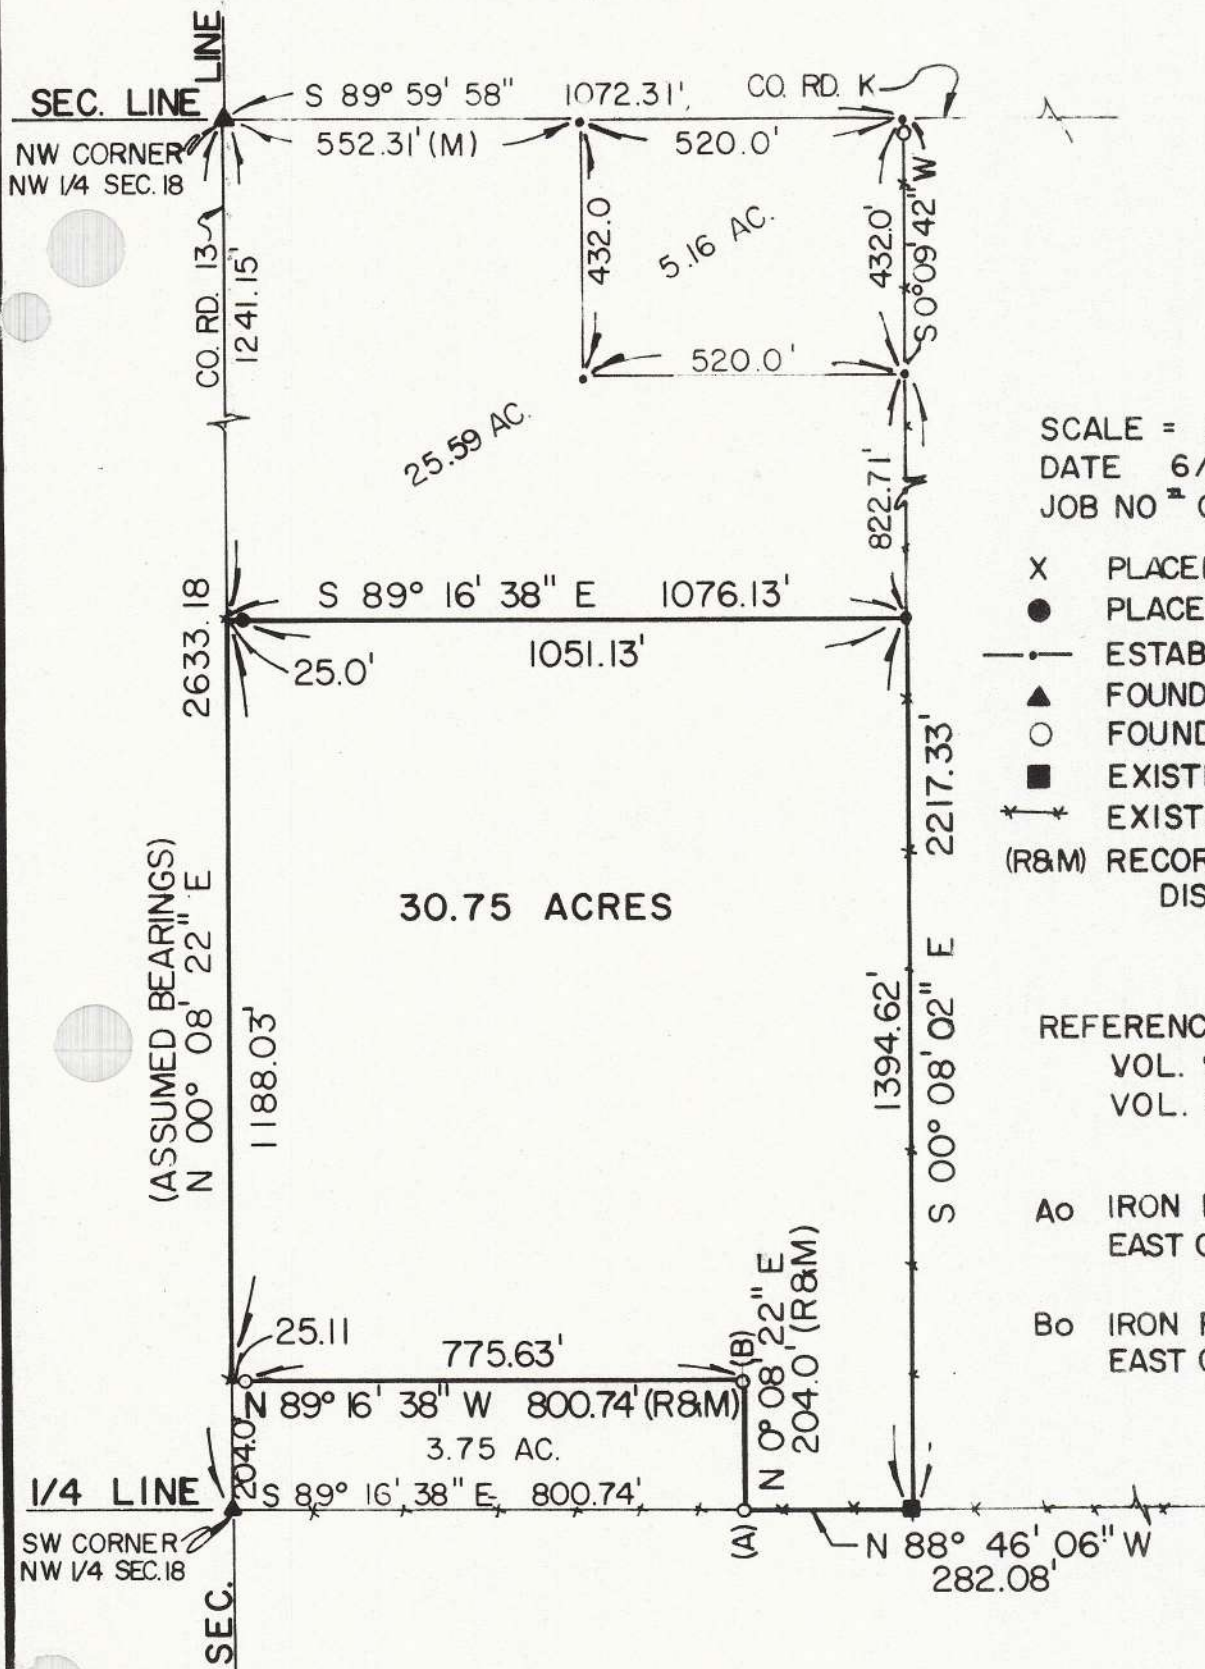 LINE
SEC. LINE
S 89° 59' 58" 1072.31'
CO. RD. K
552.31' (M)
520.0'
NW CORNER
NW 1/4 SEC. 18
CO. RD. 13
1241.15'
432.0
5.16 AC.
432.0'
S 0°09'42" W
520.0'
25.59 AC.
822.71'
SCALE =
DATE 6/
JOB NO
X PLACE
PLACE
ESTAB
FOUND
FOUND
EXIST
EXIST
(R&M) RECOR
DIS
2633.18
S 89° 16' 38" E 1076.13'
1051.13'
25.0'
2217.33'
(ASSUMED BEARINGS)
N 00° 08' 22" E
30.75 ACRES
1188.03'
1394.62'
S 00° 08' 02" E
REFERENC
VOL.
VOL.
Ao IRON
EAST
Bo IRON
EAST
25.11
775.63'
(B)
N 0° 08' 22" E
204.0' (R&M)
N 89° 16' 38" W 800.74' (R&M)
204.0'
3.75 AC.
1/4 LINE
S 89° 16' 38" E 800.74'
SW CORNER
NW 1/4 SEC. 18
(A)
N 88° 46' 06" W
282.08'
SEC.